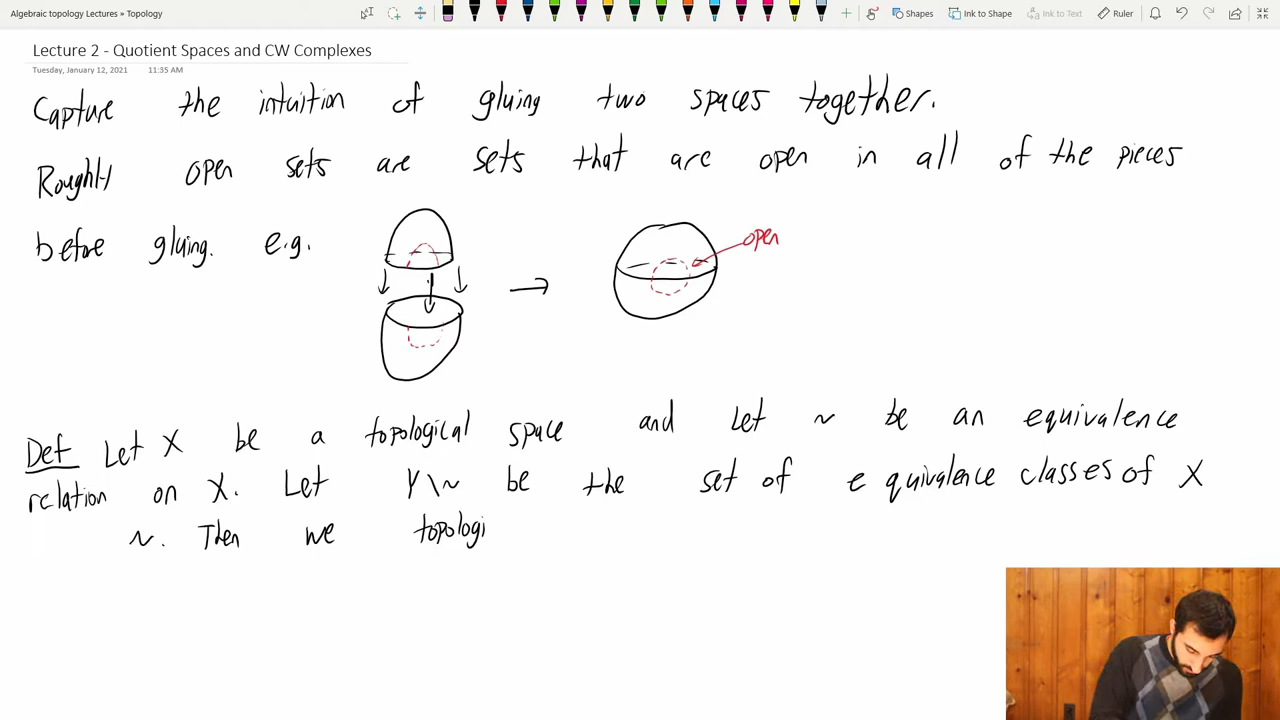 Algebraic topology Lectures » Topology
Shapes Ink to Shape Ink to Text Ruler
Lecture 2 - Quotient Spaces and CW Complexes
Tuesday, January 12, 2021 11:35 AM
Capture the intuition of gluing two spaces together.
Roughly open sets are sets that are open in all of the pieces
before gluing. e.g.
open
Def Let X be a topological space and let ~ be an equivalence
relation on X. Let Y\~ be the set of equivalence classes of X
~. Then we topologi